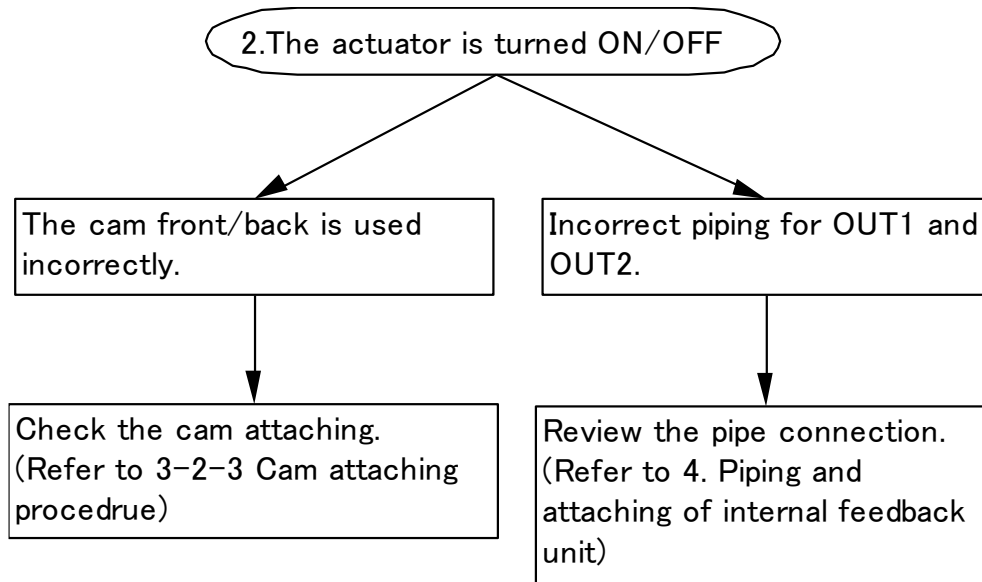 2.The actuator is turned ON/OFF
The cam front/back is used
incorrectly.
Incorrect piping for OUT1 and
OUT2.
Check the cam attaching.
(Refer to 3-2-3 Cam attaching
procedrue)
Review the pipe connection.
(Refer to 4. Piping and
attaching of internal feedback
unit)